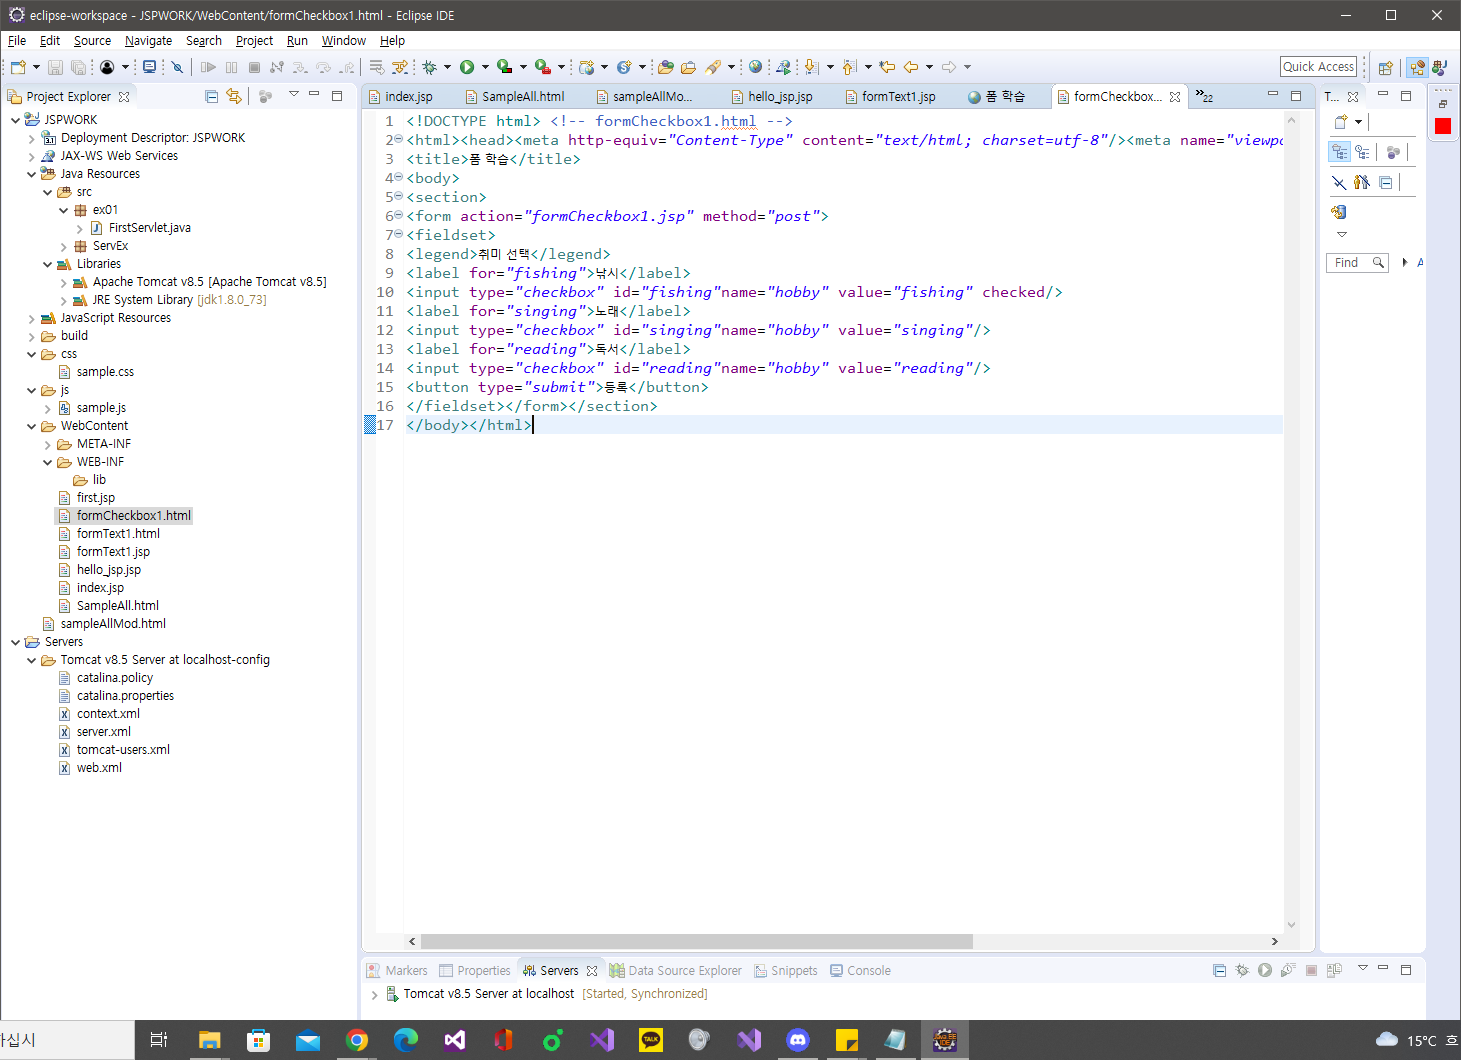 eclipse-workspace - JSPWORK/WebContent/formCheckbox1.html - Eclipse IDE
File Edit Source Navigate Search Project Run Window Help
Quick Access
Project Explorer
index.jsp SampleAll.html sampleAllMo... hello_jsp.jsp formText1.jsp 폼 학습 formCheckbox... »22
T...
JSPWORK
Deployment Descriptor: JSPWORK
JAX-WS Web Services
Java Resources
src
ex01
FirstServlet.java
ServEx
Libraries
Apache Tomcat v8.5 [Apache Tomcat v8.5]
JRE System Library [jdk1.8.0_73]
JavaScript Resources
build
css
sample.css
js
sample.js
WebContent
META-INF
WEB-INF
lib
first.jsp
formCheckbox1.html
formText1.html
formText1.jsp
hello_jsp.jsp
index.jsp
SampleAll.html
sampleAllMod.html
Servers
Tomcat v8.5 Server at localhost-config
catalina.policy
catalina.properties
context.xml
server.xml
tomcat-users.xml
web.xml
1 <!DOCTYPE html> <!-- formCheckbox1.html -->
2 <html><head><meta http-equiv="Content-Type" content="text/html; charset=utf-8"/><meta name="viewpo
3 <title>폼 학습</title>
4 <body>
5 <section>
6 <form action="formCheckbox1.jsp" method="post">
7 <fieldset>
8 <legend>취미 선택</legend>
9 <label for="fishing">낚시</label>
10 <input type="checkbox" id="fishing"name="hobby" value="fishing" checked/>
11 <label for="singing">노래</label>
12 <input type="checkbox" id="singing"name="hobby" value="singing"/>
13 <label for="reading">독서</label>
14 <input type="checkbox" id="reading"name="hobby" value="reading"/>
15 <button type="submit">등록</button>
16 </fieldset></form></section>
17 </body></html>
Find
A
Markers Properties Servers Data Source Explorer Snippets Console
Tomcat v8.5 Server at localhost [Started, Synchronized]
하십시
TALK
JAVA EE
IDE
15°C 흐